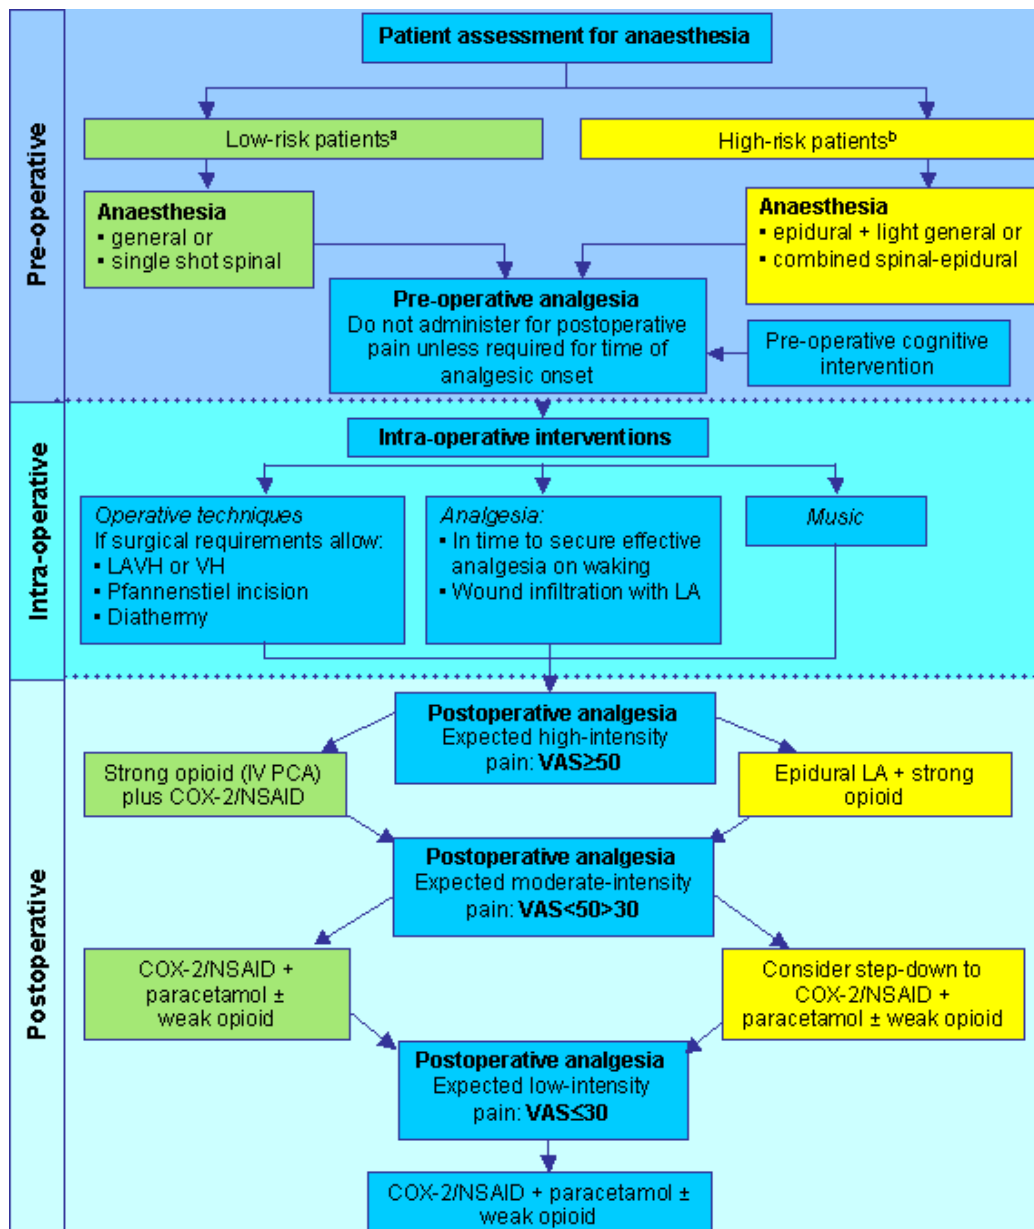 Pre-operative
Patient assessment for anaesthesia
Low-risk patientsᵃ
High-risk patientsᵇ
Anaesthesia
▪ general or
▪ single shot spinal
Anaesthesia
▪ epidural + light general or
▪ combined spinal-epidural
Pre-operative analgesia
Do not administer for postoperative
pain unless required for time of
analgesic onset
Pre-operative cognitive
intervention
Intra-operative
Intra-operative interventions
Operative techniques
If surgical requirements allow:
▪ LAVH or VH
▪ Pfannenstiel incision
▪ Diathermy
Analgesia:
▪ In time to secure effective
analgesia on waking
▪ Wound infiltration with LA
Music
Postoperative
Postoperative analgesia
Expected high-intensity
pain: VAS≥50
Strong opioid (IV PCA)
plus COX-2/NSAID
Epidural LA + strong
opioid
Postoperative analgesia
Expected moderate-intensity
pain: VAS<50>30
COX-2/NSAID +
paracetamol ±
weak opioid
Consider step-down to
COX-2/NSAID +
paracetamol ± weak opioid
Postoperative analgesia
Expected low-intensity
pain: VAS≤30
COX-2/NSAID + paracetamol ±
weak opioid